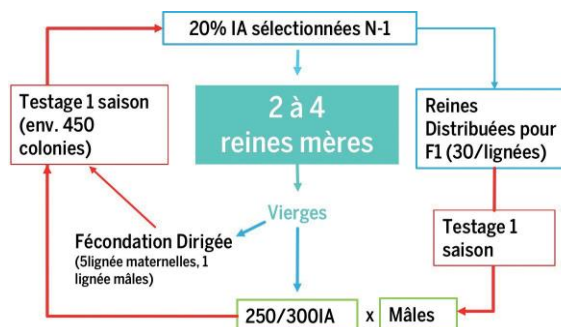 20% IA sélectionnées N-1
Testage 1 saison
(env. 450
colonies)
2 à 4
reines mères
Reines
Distribuées pour
F1 (30/lignées)
Vierges
Fécondation Dirigée
(5lignée maternelles, 1
lignée mâles)
Testage 1
saison
250/300IA x Mâles